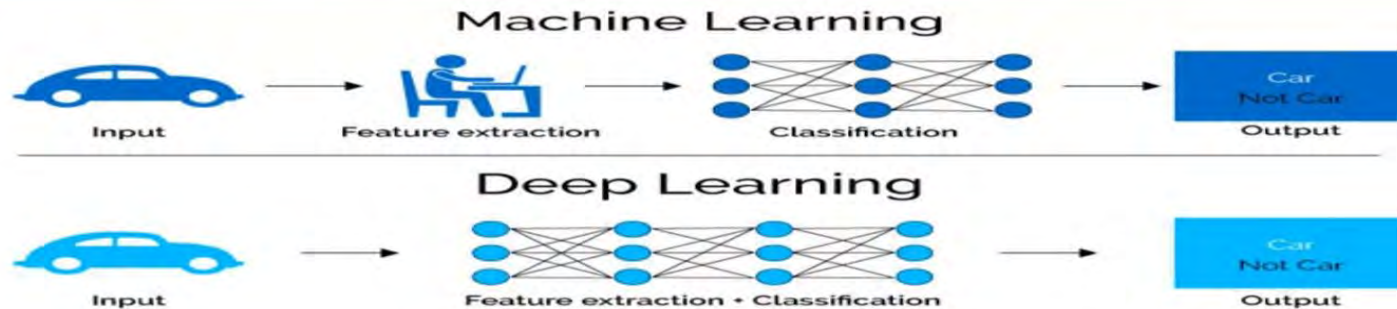 Machine Learning
Car
Not Car
Input
Feature extraction
Classification
Output
Deep Learning
Car
Not Car
Input
Feature extraction + Classification
Output